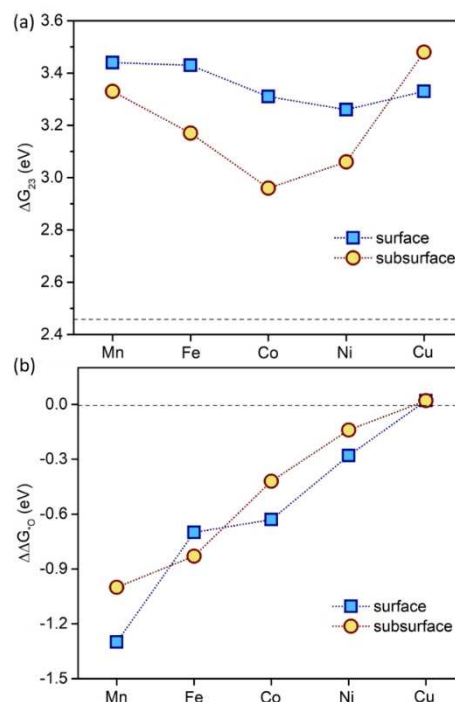 (a)
3.6
3.4
3.2
3.0
2.8
2.6
2.4
ΔG₂₃ (eV)
surface
subsurface
Mn Fe Co Ni Cu
(b)
0.0
-0.3
-0.6
-0.9
-1.2
-1.5
ΔΔG*O (eV)
surface
subsurface
Mn Fe Co Ni Cu